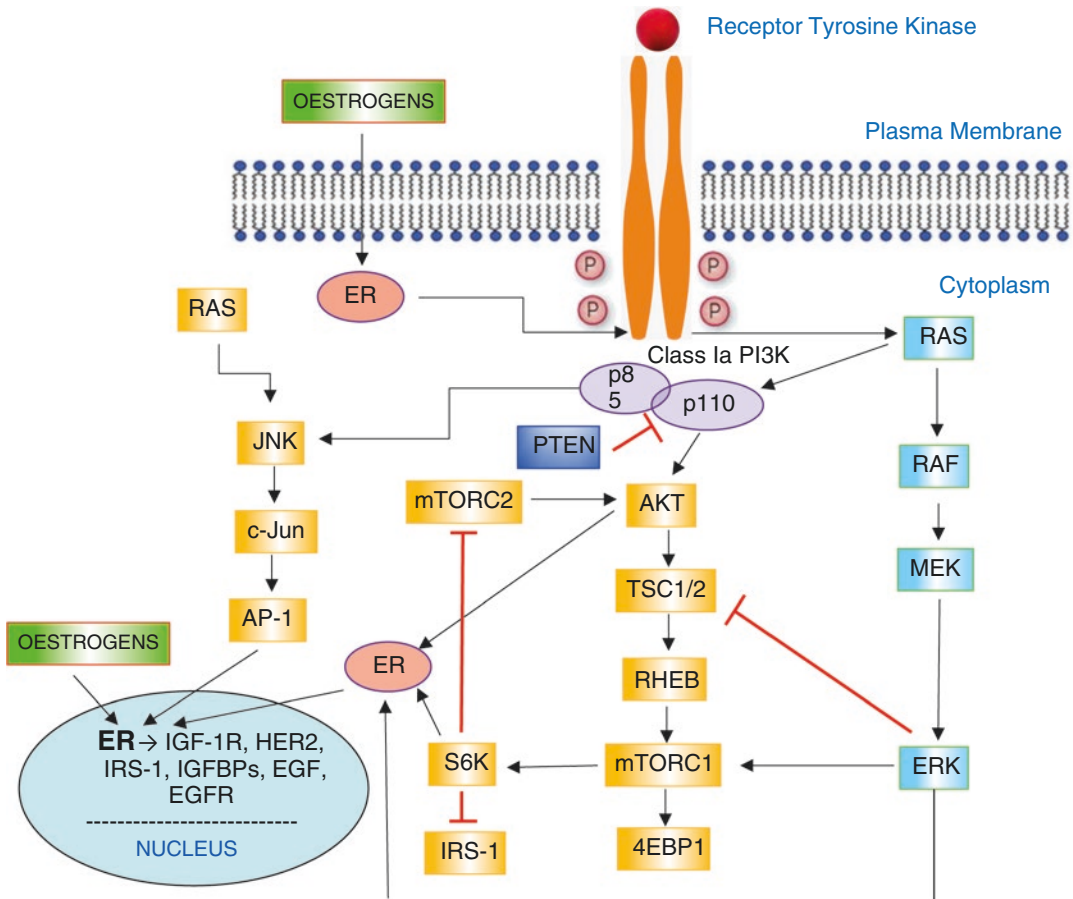 Receptor Tyrosine Kinase
OESTROGENS
Plasma Membrane
P
P
ER
Cytoplasm
RAS
P
P
RAS
Class Ia PI3K
p8
5
p110
JNK
PTEN
RAF
mTORC2
AKT
c-Jun
MEK
TSC1/2
AP-1
OESTROGENS
ER
RHEB
ER → IGF-1R, HER2,
IRS-1, IGFBPs, EGF,
EGFR
S6K
mTORC1
ERK
NUCLEUS
IRS-1
4EBP1